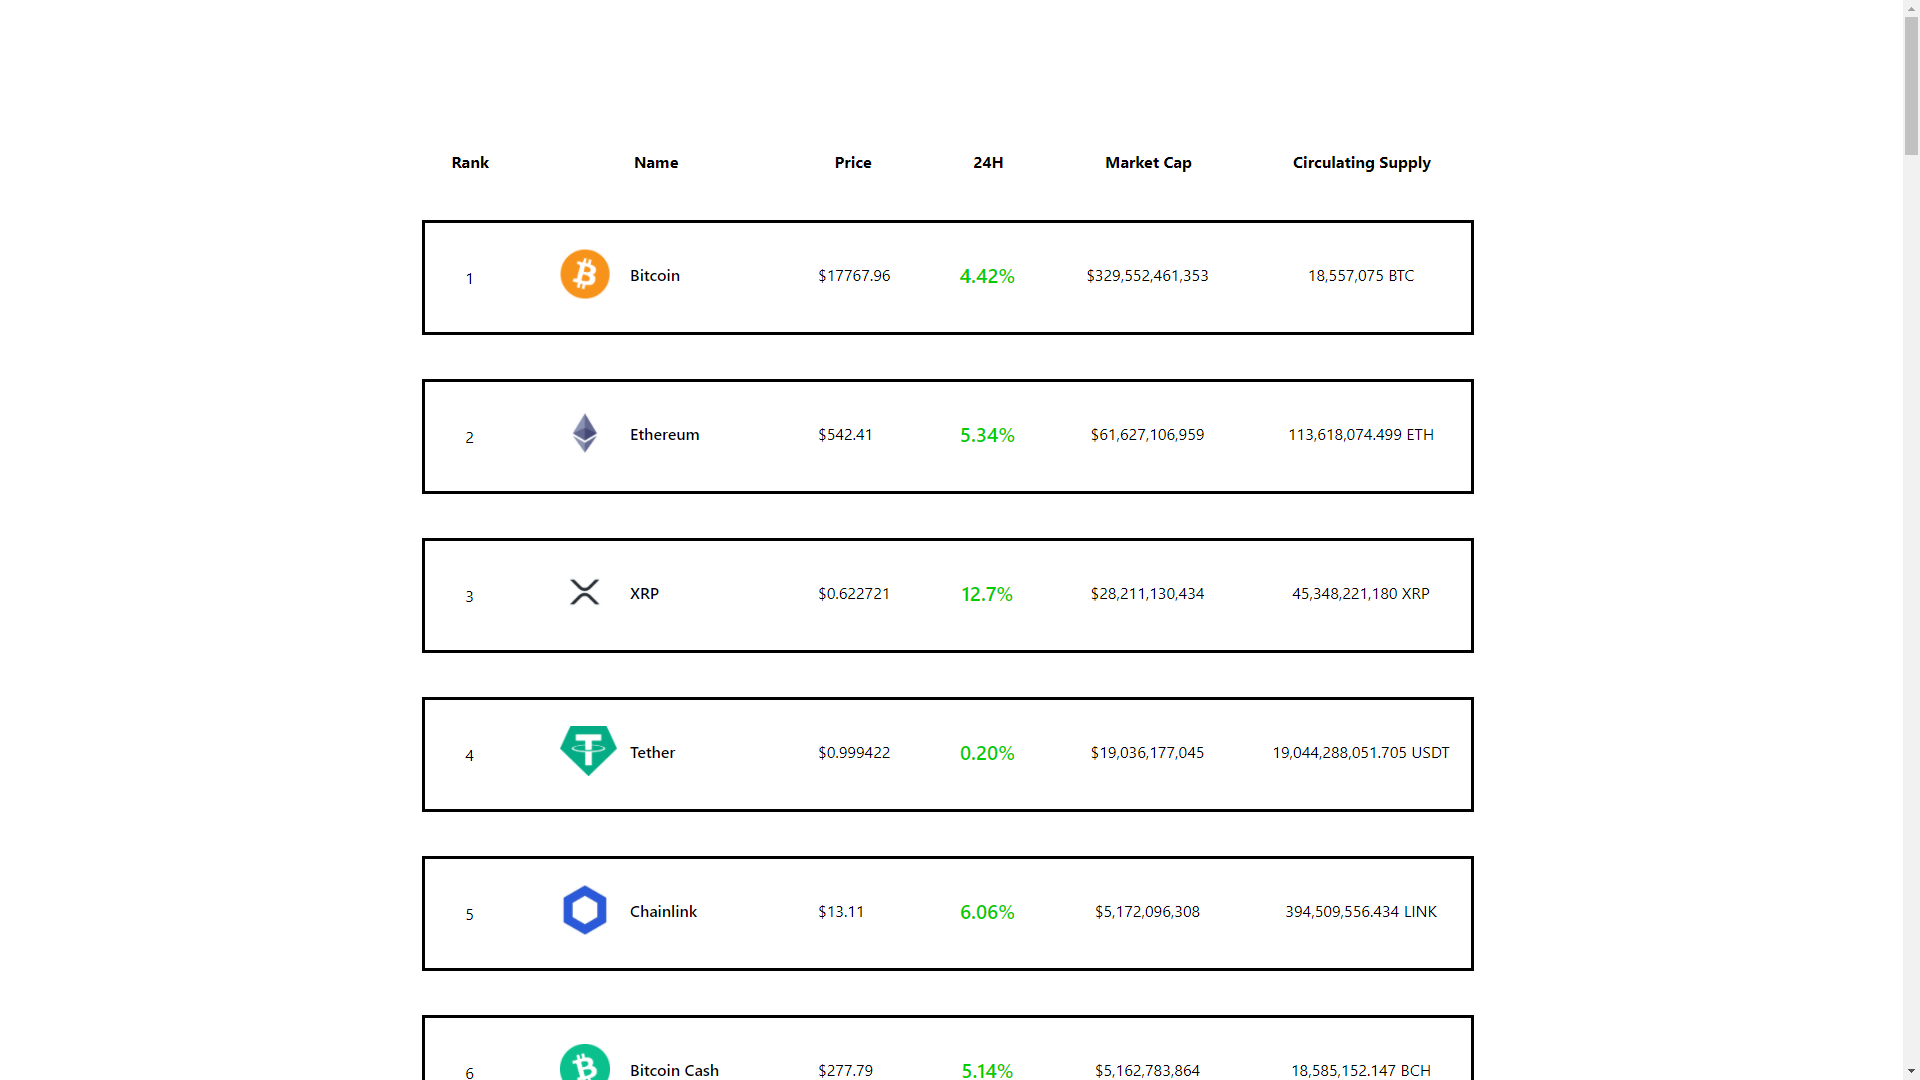 Rank Name Price 24H Market Cap Circulating Supply
1 Bitcoin $17767.96 4.42% $329,552,461,353 18,557,075 BTC
2 Ethereum $542.41 5.34% $61,627,106,959 113,618,074.499 ETH
3 XRP $0.622721 12.7% $28,211,130,434 45,348,221,180 XRP
4 Tether $0.999422 0.20% $19,036,177,045 19,044,288,051.705 USDT
5 Chainlink $13.11 6.06% $5,172,096,308 394,509,556.434 LINK
6 Bitcoin Cash $277.79 5.14% $5,162,783,864 18,585,152.147 BCH